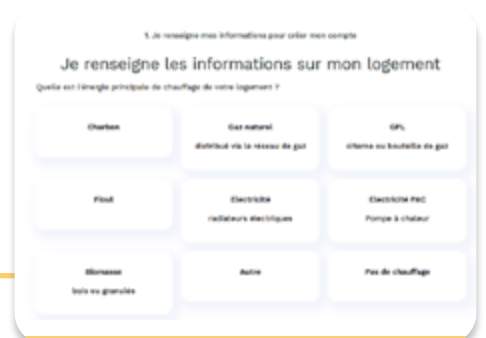 1. Je renseigne mes informations pour créer mon compte
Je renseigne les informations sur mon logement
Quelle est l'énergie principale de chauffage de votre logement ?
Charbon
Gaz naturel
distribué via le réseau de gaz
GPL
citerne ou bouteille de gaz
Fioul
Electricité
radiateurs électriques
Electricité PAC
Pompe à chaleur
Biomasse
bois ou granulés
Autre
Pas de chauffage